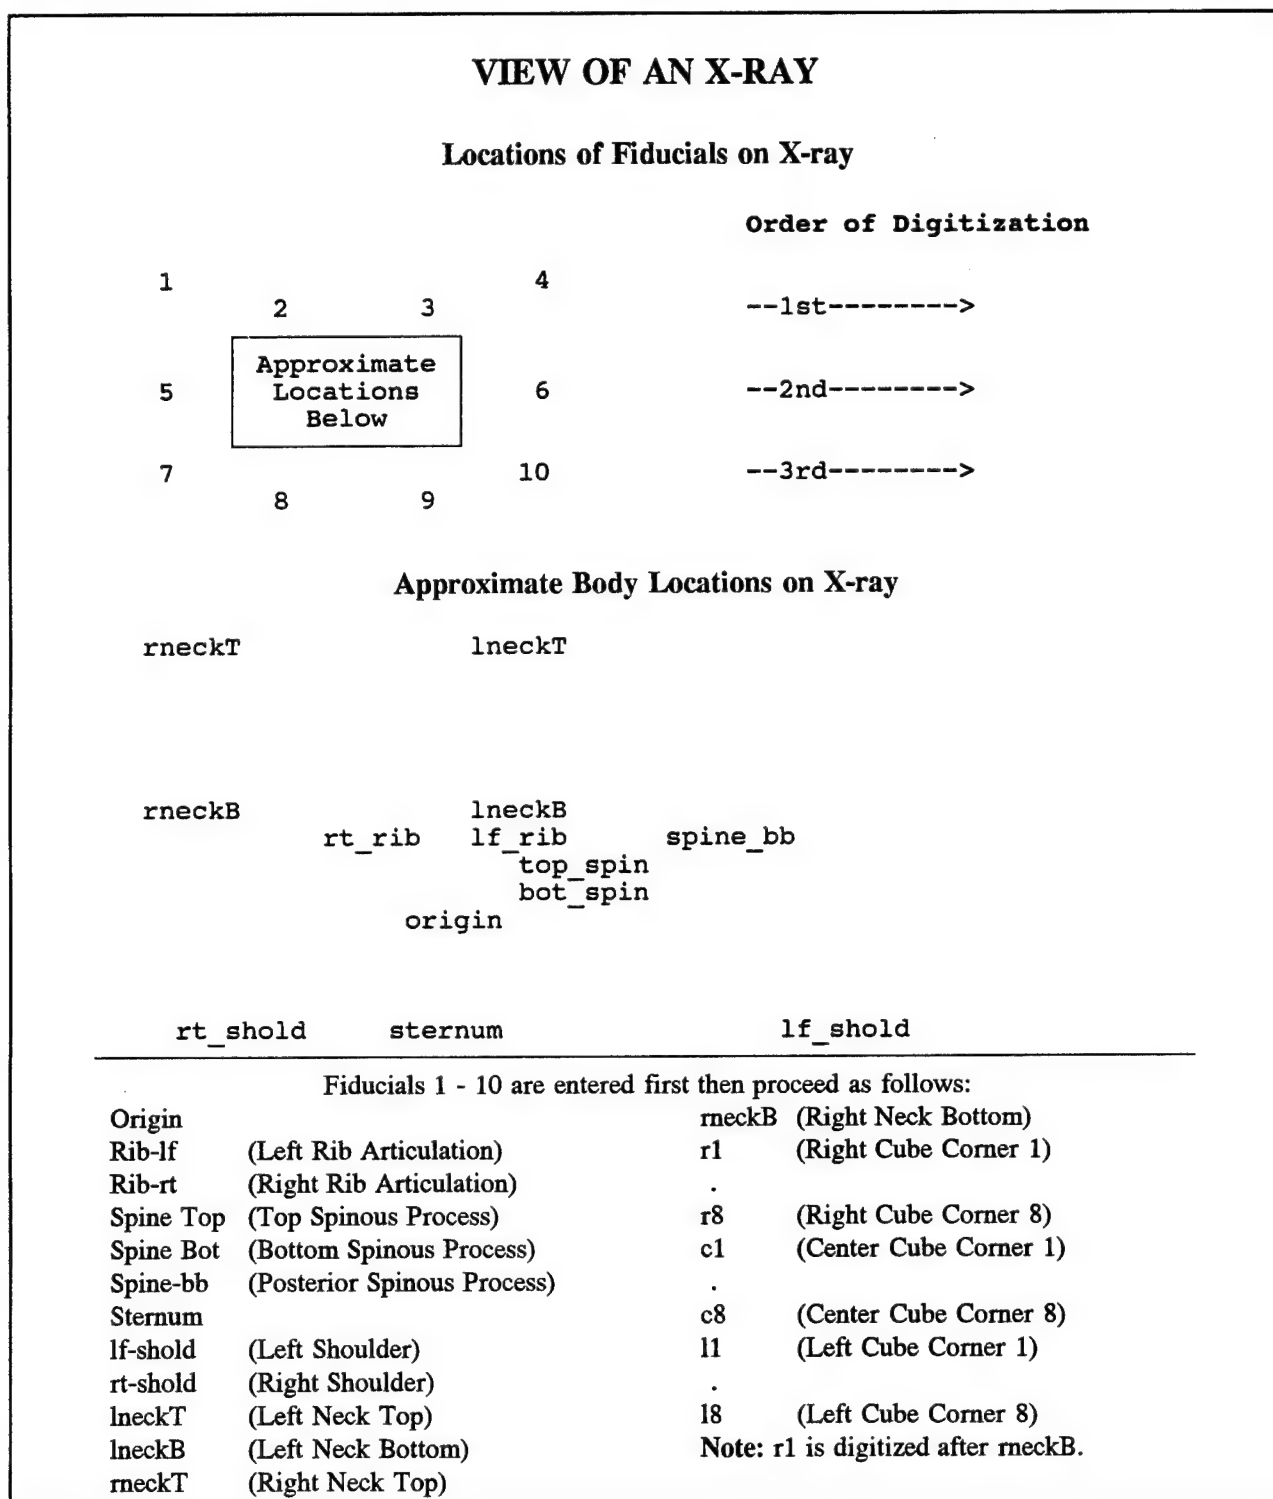 VIEW OF AN X-RAY
Locations of Fiducials on X-ray
Order of Digitization
1 4
2 3 --1st-------->
Approximate
5 Locations 6 --2nd-------->
Below
7 10 --3rd-------->
8 9
Approximate Body Locations on X-ray
rneckT lneckT
rneckB lneckB
rt_rib lf_rib spine_bb
top_spin
bot_spin
origin
rt_shold sternum lf_shold
Fiducials 1 - 10 are entered first then proceed as follows:
Origin
Rib-lf (Left Rib Articulation)
Rib-rt (Right Rib Articulation)
Spine Top (Top Spinous Process)
Spine Bot (Bottom Spinous Process)
Spine-bb (Posterior Spinous Process)
Sternum
lf-shold (Left Shoulder)
rt-shold (Right Shoulder)
lneckT (Left Neck Top)
lneckB (Left Neck Bottom)
rneckT (Right Neck Top)
rneckB (Right Neck Bottom)
r1 (Right Cube Corner 1)
.
r8 (Right Cube Corner 8)
c1 (Center Cube Corner 1)
.
c8 (Center Cube Corner 8)
l1 (Left Cube Corner 1)
.
l8 (Left Cube Corner 8)
Note: r1 is digitized after rneckB.